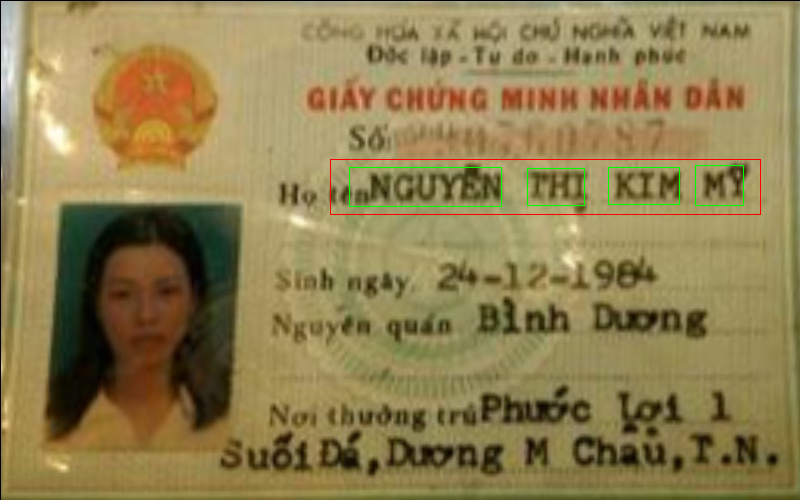 CỘNG HÒA XÃ HỘI CHỦ NGHĨA VIỆT NAM
Độc lập - Tự do - Hạnh phúc
GIẤY CHỨNG MINH NHÂN DÂN
Số:
Họ tên NGUYỄN THỊ KIM MỸ
Sinh ngày 24-12-1984
Nguyên quán Bình Dương
Nơi thường trú Phước Lợi 1
Suối Đá, Dương M Châu, T.N.